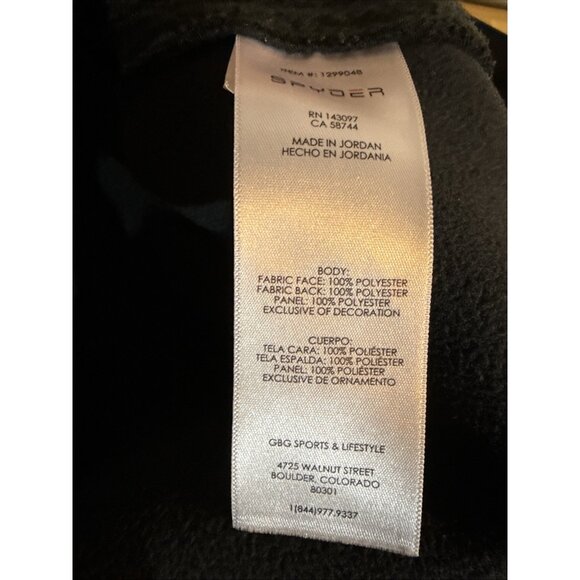 ITEM #: 1299048
SPYDER
RN 143097
CA 58744
MADE IN JORDAN
HECHO EN JORDANIA
BODY:
FABRIC FACE: 100% POLYESTER
FABRIC BACK: 100% POLYESTER
PANEL: 100% POLYESTER
EXCLUSIVE OF DECORATION
CUERPO:
TELA CARA: 100% POLIÉSTER
TELA ESPALDA: 100% POLIÉSTER
PANEL: 100% POLIÉSTER
EXCLUSIVE DE ORNAMENTO
GBG SPORTS & LIFESTYLE
4725 WALNUT STREET
BOULDER, COLORADO
80301
1(844)977.9337